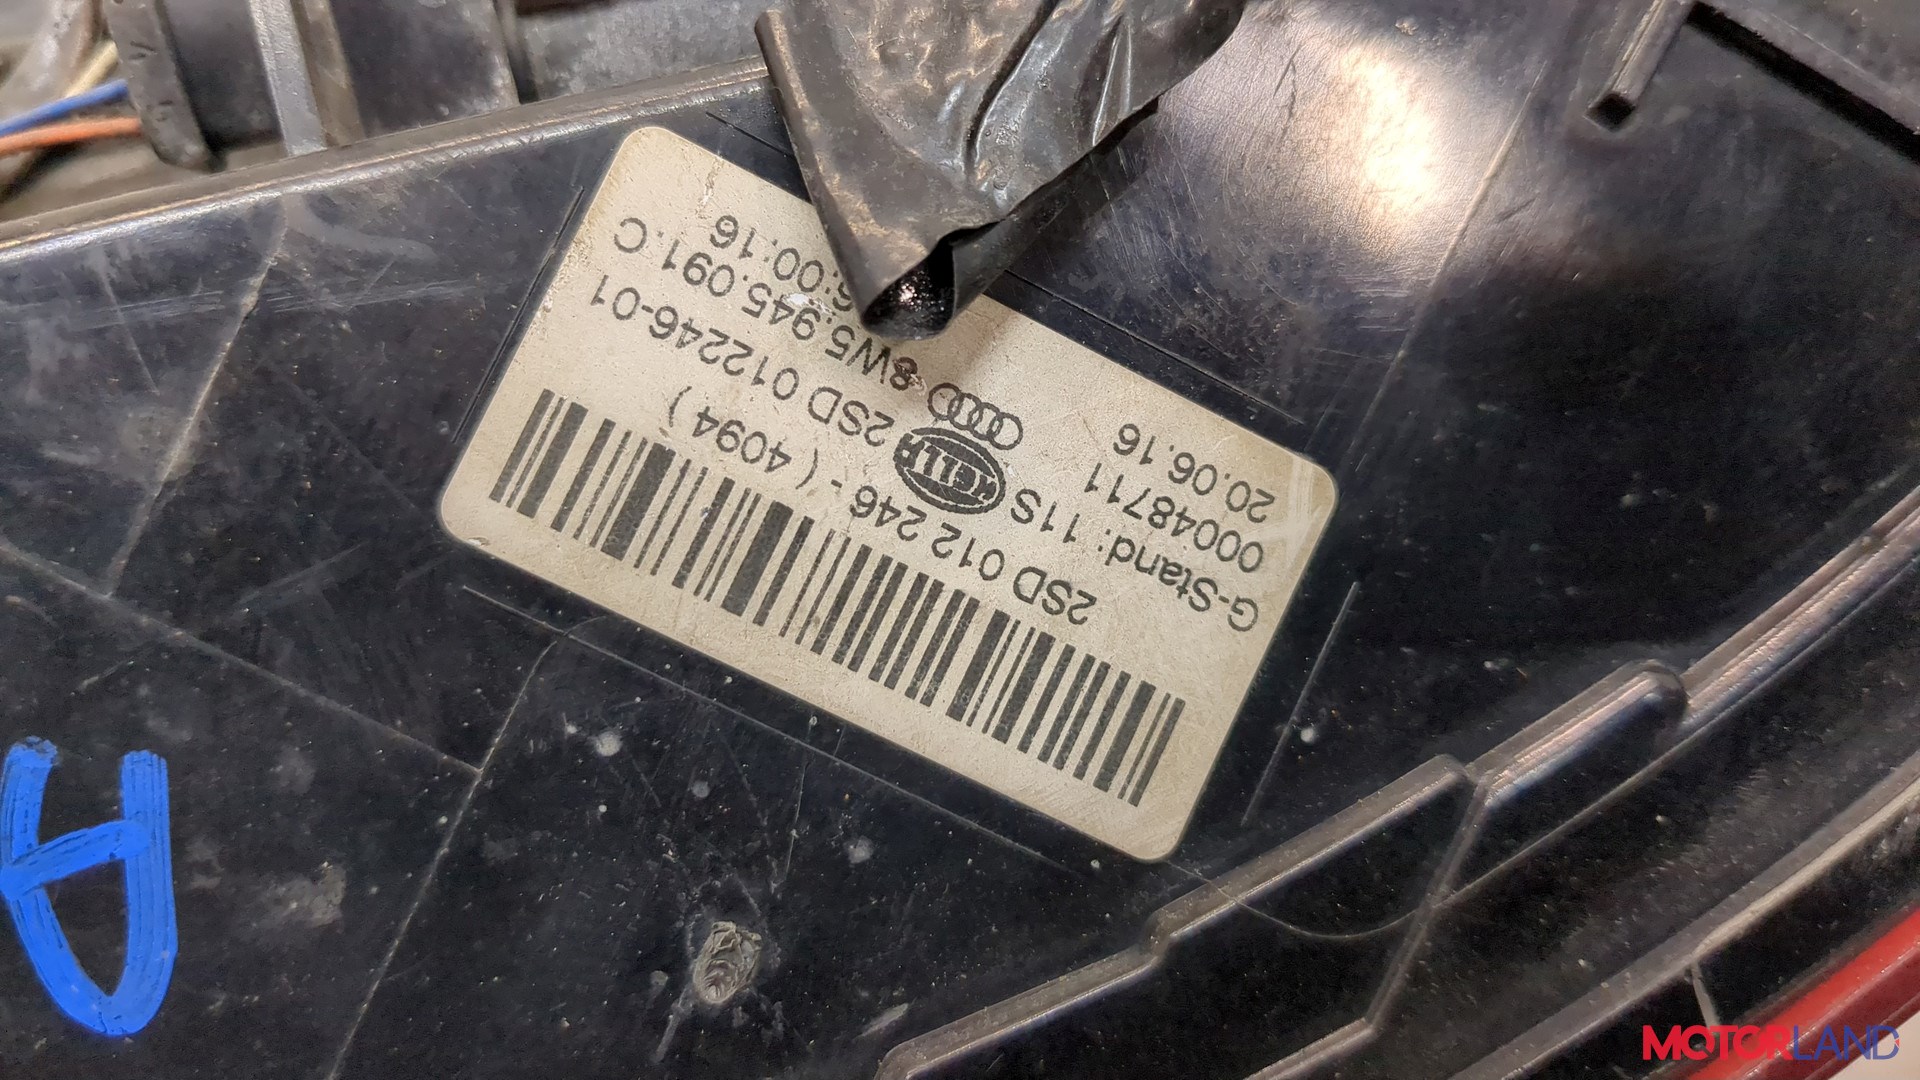 2SD 012 246 - ( 4094 )
G-Stand: 11S HELLA 2SD 012246-01
00048711 8W5.945.091.C
20.06.16
A
MOTORLAND